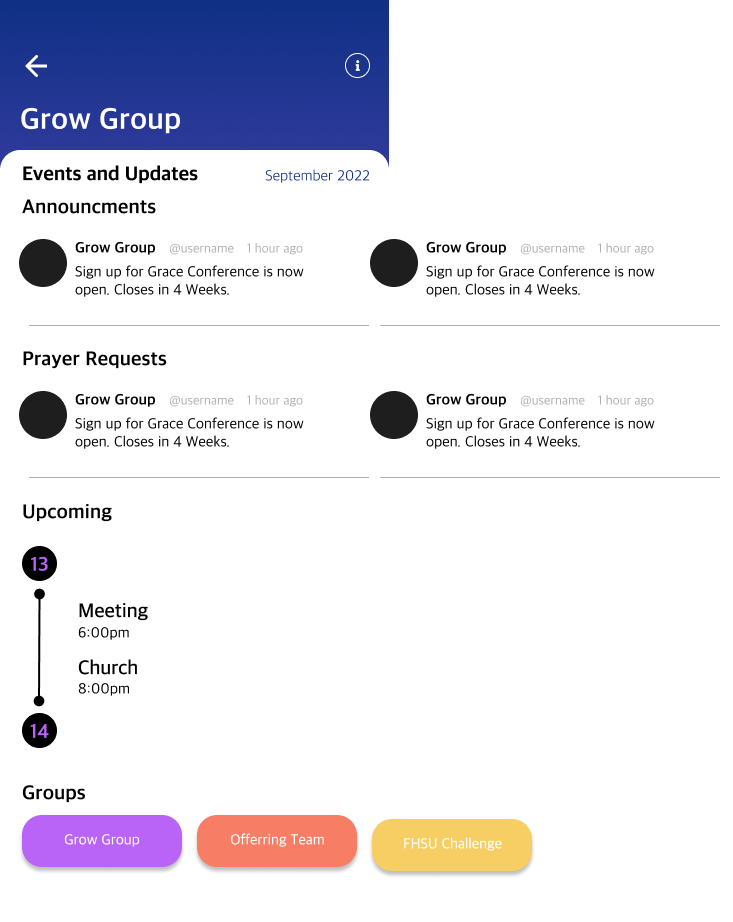 Grow Group
Events and Updates
September 2022
Announcments
Grow Group @username 1 hour ago
Sign up for Grace Conference is now
open. Closes in 4 Weeks.
Grow Group @username 1 hour ago
Sign up for Grace Conference is now
open. Closes in 4 Weeks.
Prayer Requests
Grow Group @username 1 hour ago
Sign up for Grace Conference is now
open. Closes in 4 Weeks.
Grow Group @username 1 hour ago
Sign up for Grace Conference is now
open. Closes in 4 Weeks.
Upcoming
13
Meeting
6:00pm
Church
8:00pm
14
Groups
Grow Group
Offerring Team
FHSU Challenge